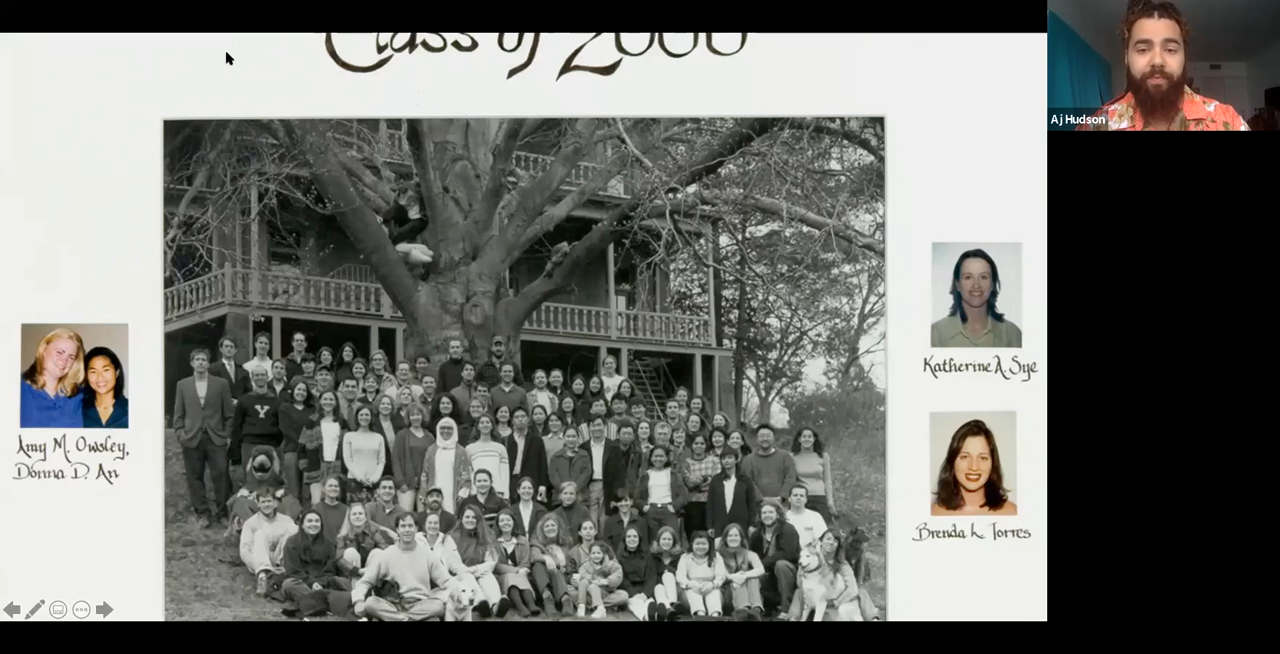 Class of 2000
Aj Hudson
Y
Katherine A. Sye
Amy M. Owsley,
Donna D. An
Brenda L. Torres